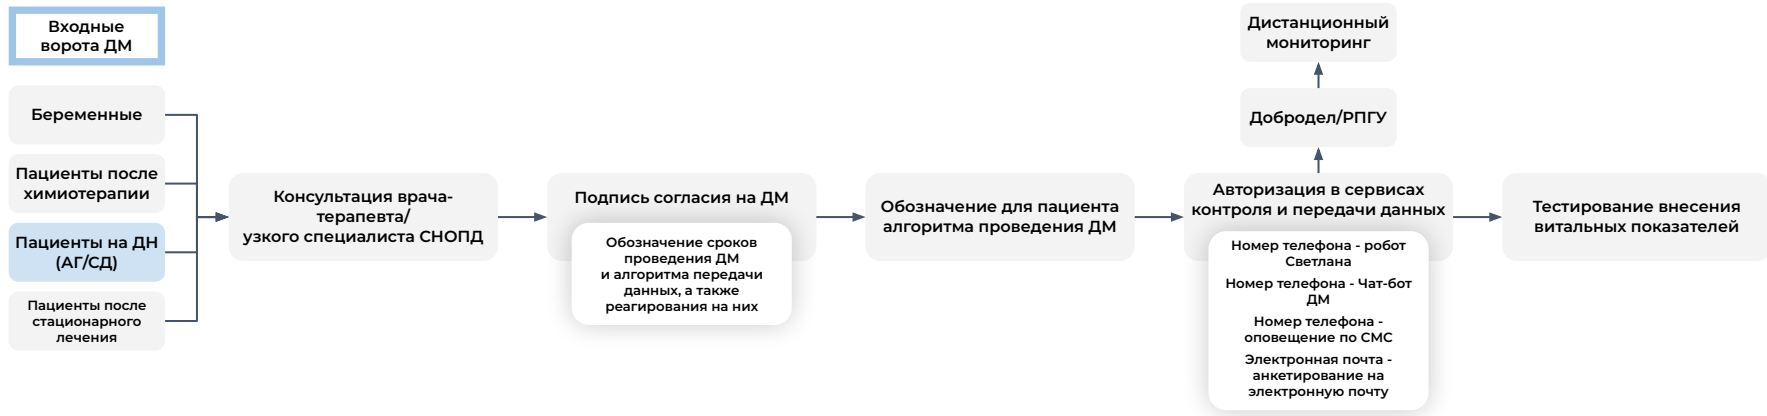 Входные
ворота ДМ
Беременные
Пациенты после
химиотерапии
Пациенты на ДН
(АГ/СД)
Пациенты после
стационарного
лечения
Консультация врача-
терапевта/
узкого специалиста СНОПД
Подпись согласия на ДМ
Обозначение сроков
проведения ДМ
и алгоритма передачи
данных, а также
реагирования на них
Обозначение для пациента
алгоритма проведения ДМ
Дистанционный
мониторинг
Добродел/РПГУ
Авторизация в сервисах
контроля и передачи данных
Номер телефона - робот
Светлана
Номер телефона - Чат-бот
ДМ
Номер телефона -
оповещение по СМС
Электронная почта -
анкетирование на
электронную почту
Тестирование внесения
витальных показателей